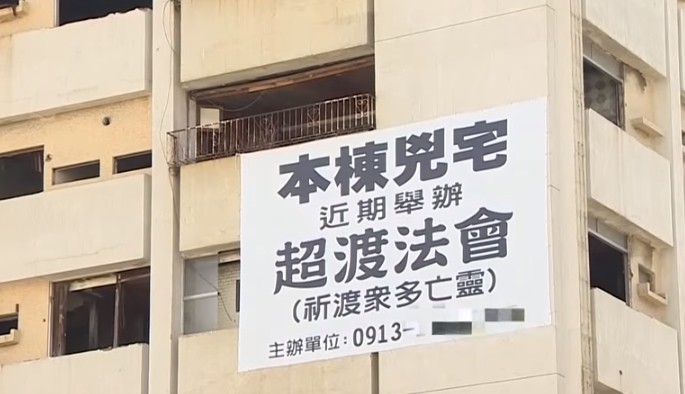 本棟兇宅
近期舉辦
超渡法會
(祈渡眾多亡靈)
主辦單位:0913-